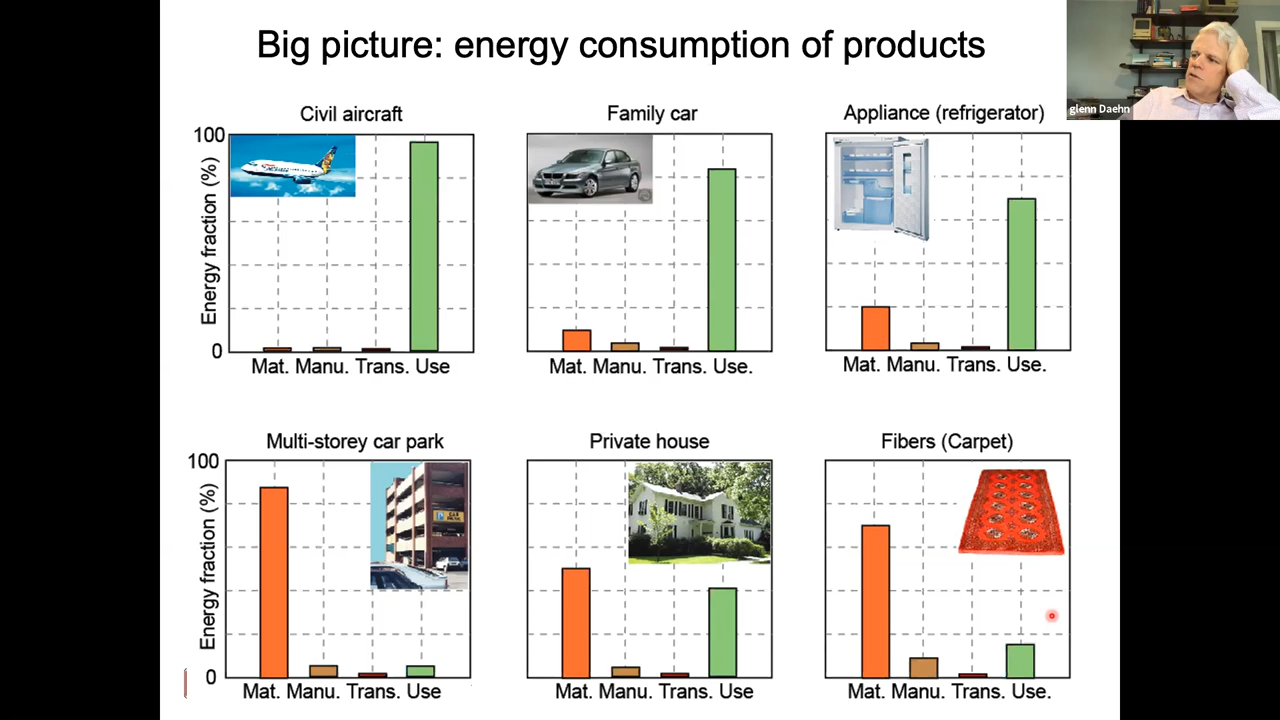 Big picture: energy consumption of products
glenn Daehn
Civil aircraft
Family car
Appliance (refrigerator)
100
Energy fraction (%)
0
Mat. Manu. Trans. Use
Mat. Manu. Trans. Use.
Mat. Manu. Trans. Use.
Multi-storey car park
Private house
Fibers (Carpet)
100
Energy fraction (%)
0
Mat. Manu. Trans. Use
Mat. Manu. Trans. Use
Mat. Manu. Trans. Use.